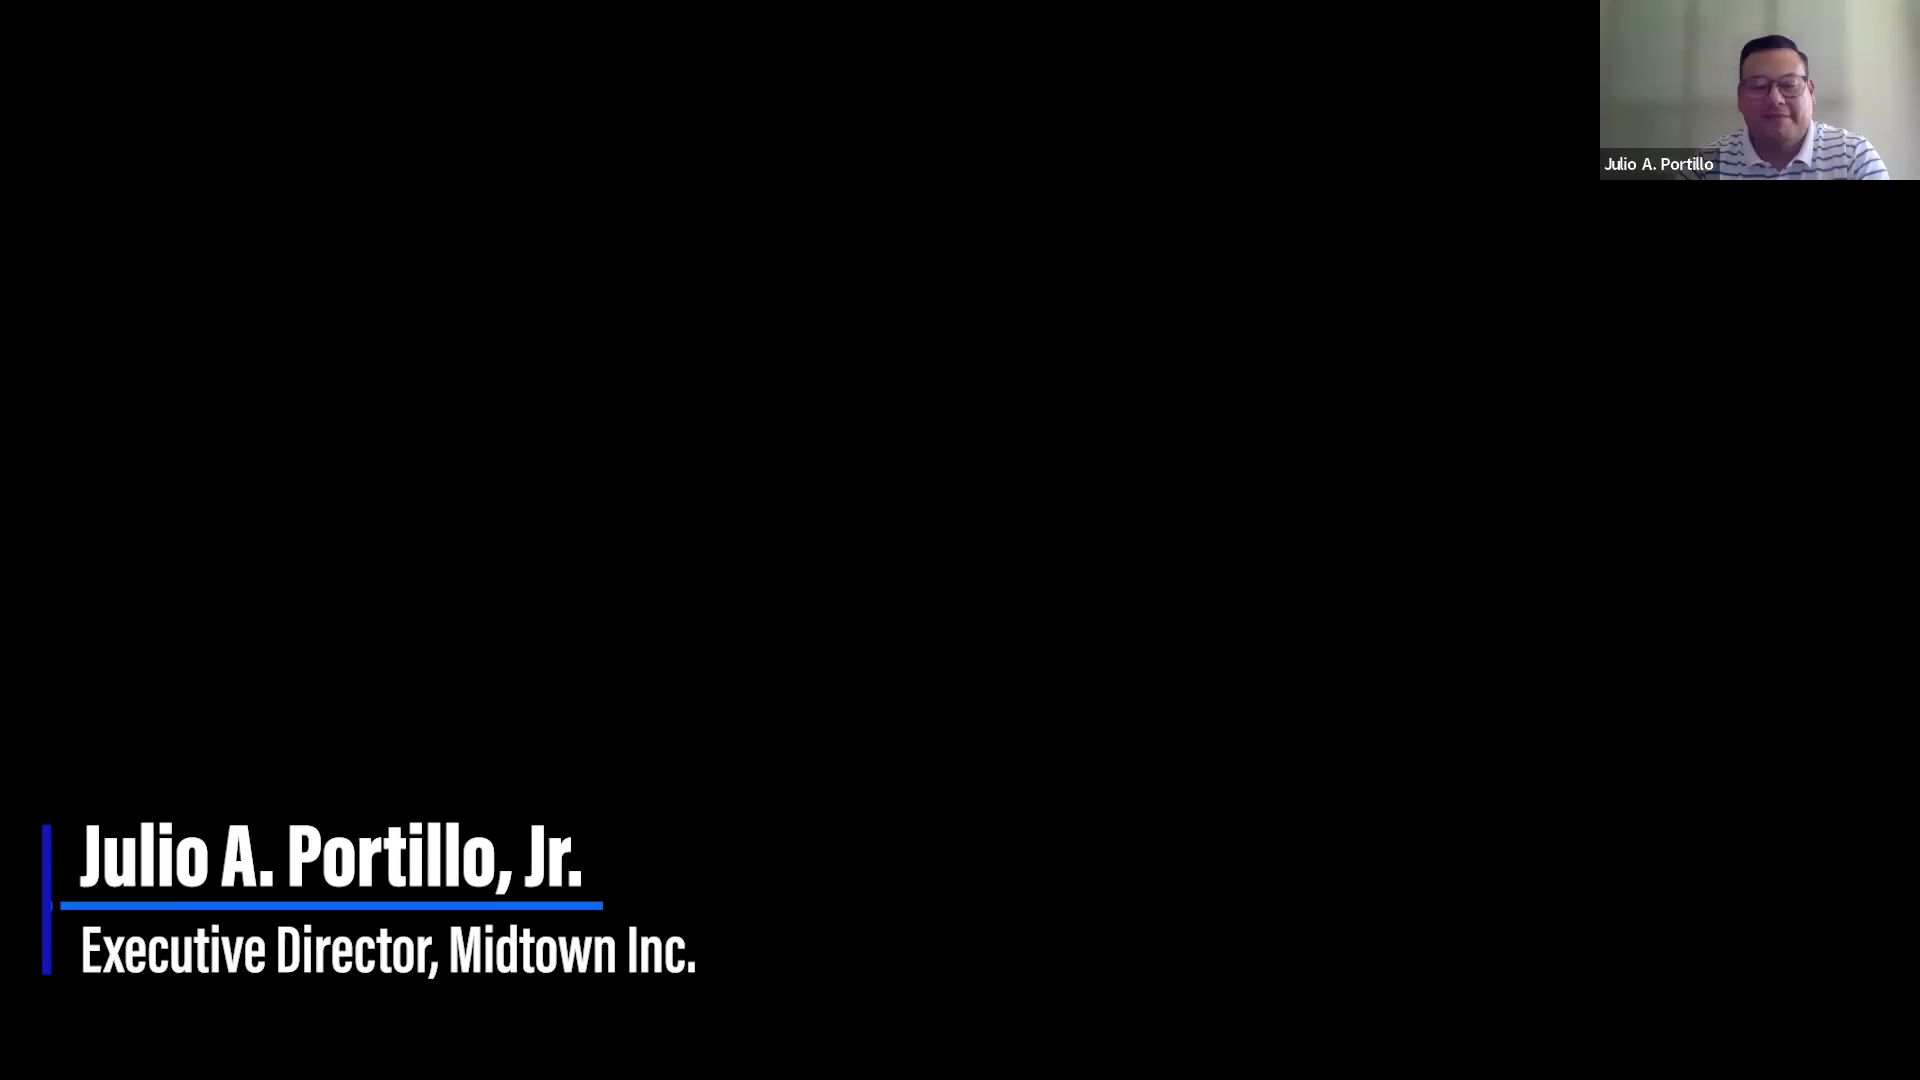 Julio A. Portillo
Julio A. Portillo, Jr.
Executive Director, Midtown Inc.